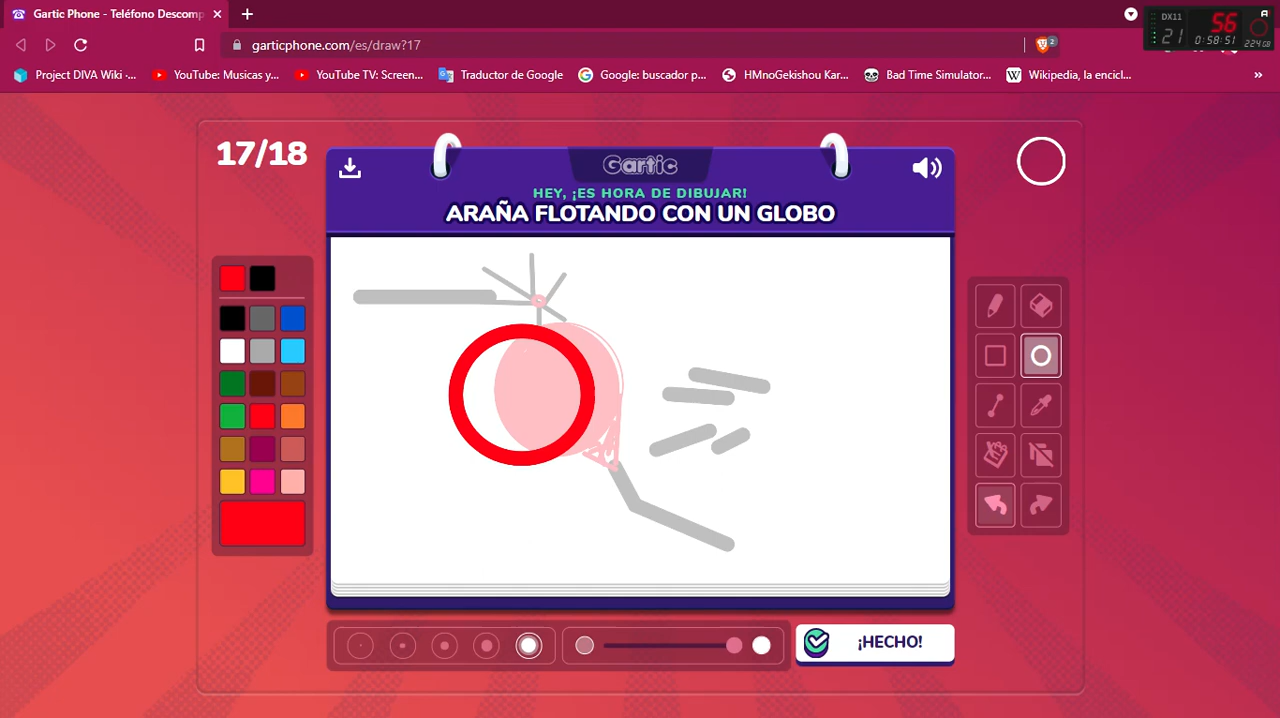 Gartic Phone - Teléfono Descomp
garticphone.com/es/draw?17
2
DX11 56
21 0:58:51 224GB
Project DIVA Wiki -...
YouTube: Musicas y...
YouTube TV: Screen...
Traductor de Google
Google: buscador p...
HMnoGekishou Kar...
Bad Time Simulator...
Wikipedia, la encicl...
»
17/18
Gartic
HEY, ¡ES HORA DE DIBUJAR!
ARAÑA FLOTANDO CON UN GLOBO
¡HECHO!